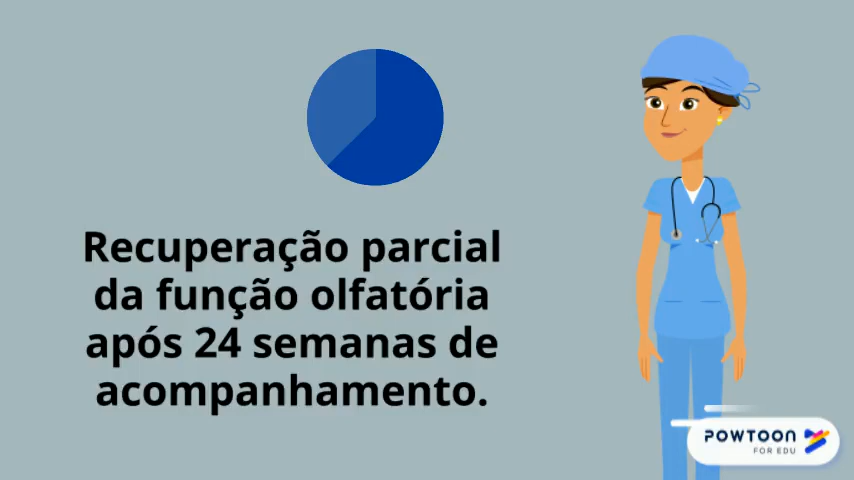 Recuperação parcial
da função olfatória
após 24 semanas de
acompanhamento.
POWTOON
FOR EDU